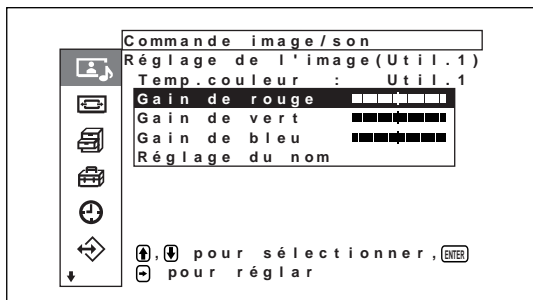 Commande image/son
Réglage de l'image(Util.1)
Temp.couleur : Util.1
Gain de rouge
Gain de vert
Gain de bleu
Réglage du nom
, pour sélectionner, ENTER
pour réglar